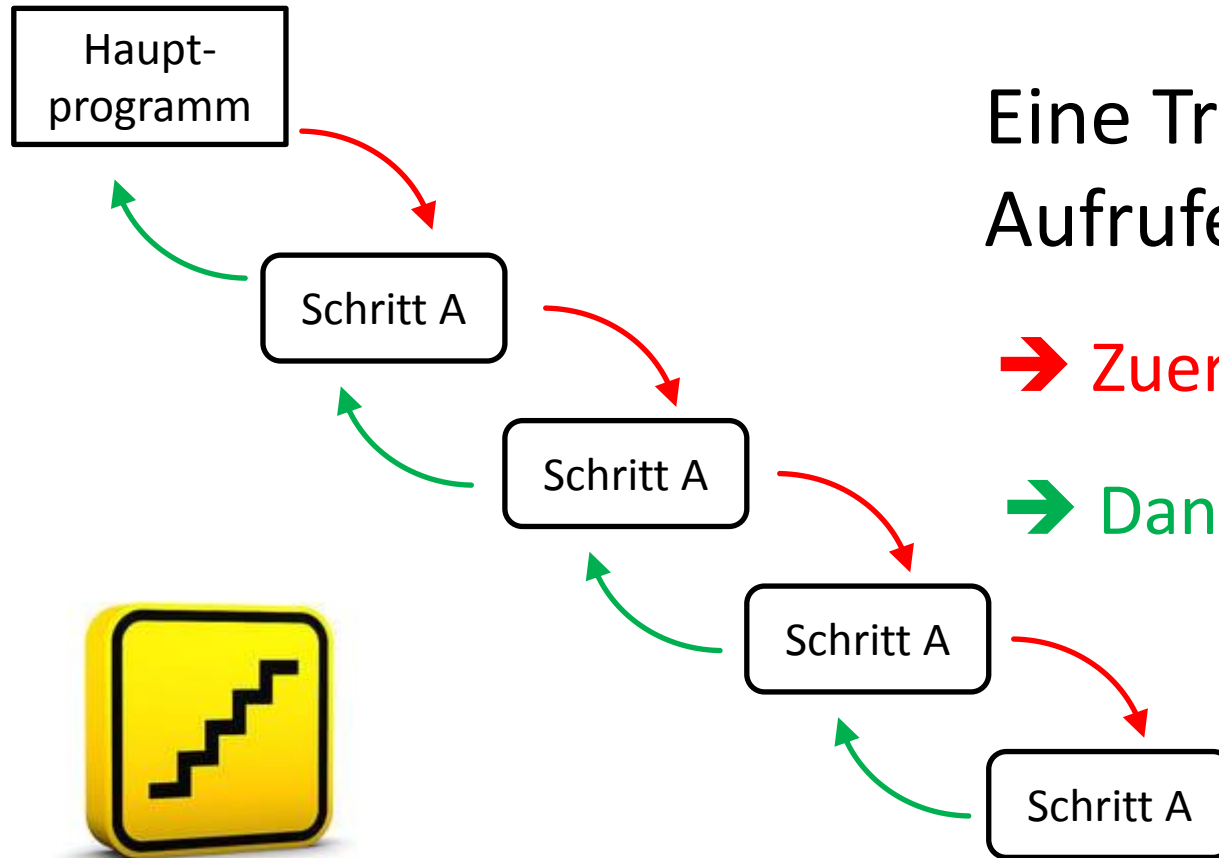 Haupt-
programm
Schritt A
Schritt A
Schritt A
Schritt A
Eine Tr
Aufrufe
➔ Zuer
➔ Dan